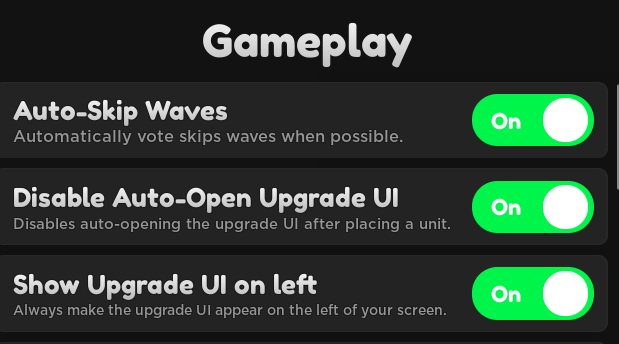 Gameplay
Auto-Skip Waves
Automatically vote skips waves when possible.
On
Disable Auto-Open Upgrade UI
Disables auto-opening the upgrade UI after placing a unit.
On
Show Upgrade UI on left
Always make the upgrade UI appear on the left of your screen.
On